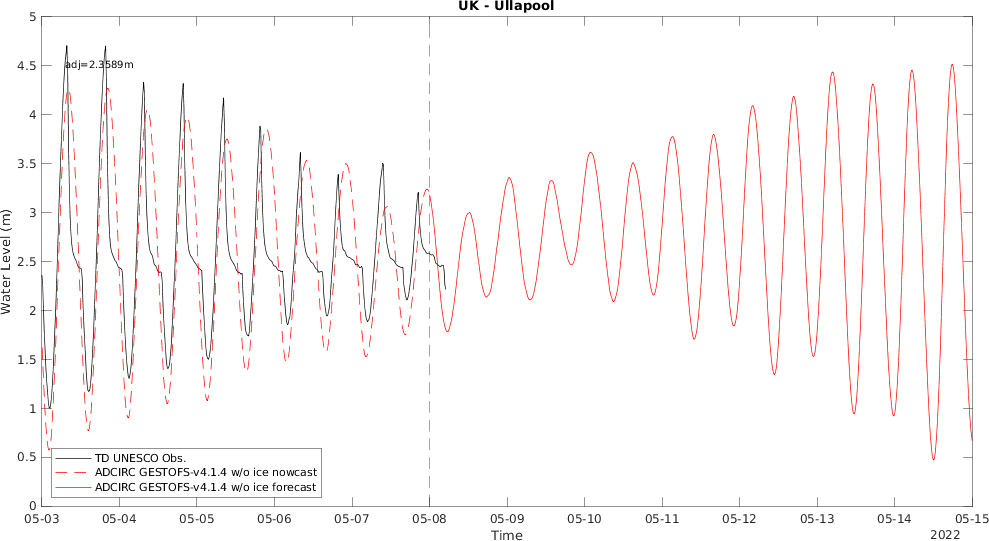 UK - Ullapool
5
4.5
4
3.5
3
2.5
2
1.5
1
0.5
0
Water Level (m)
adj=2.3589m
TD UNESCO Obs.
ADCIRC GESTOFS-v4.1.4 w/o ice nowcast
ADCIRC GESTOFS-v4.1.4 w/o ice forecast
05-03 05-04 05-05 05-06 05-07 05-08 05-09 05-10 05-11 05-12 05-13 05-14 05-15
Time
2022